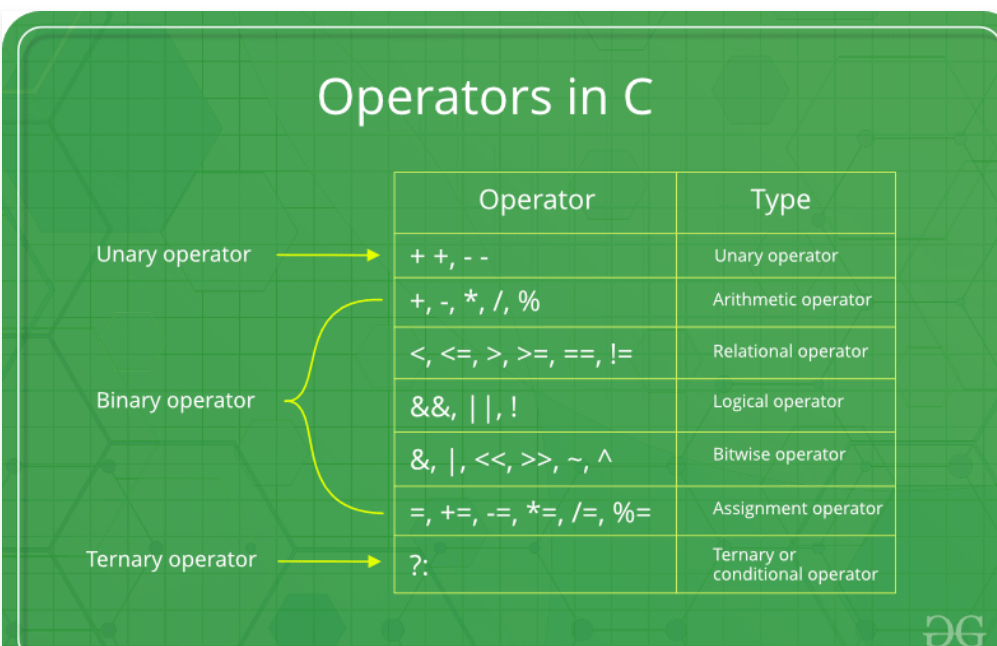 Operators in C
Operator Type
Unary operator + +, - - Unary operator
+, -, *, /, % Arithmetic operator
<, <=, >, >=, ==, != Relational operator
Binary operator &&, ||, ! Logical operator
&, |, <<, >>, ~, ^ Bitwise operator
=, +=, -=, *=, /=, %= Assignment operator
Ternary operator ?: Ternary or
conditional operator